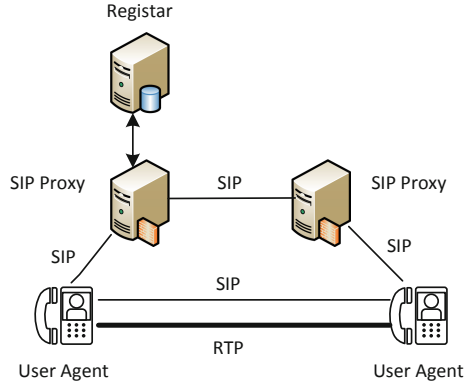 Registar
SIP Proxy
SIP
SIP Proxy
SIP
SIP
SIP
RTP
User Agent
User Agent